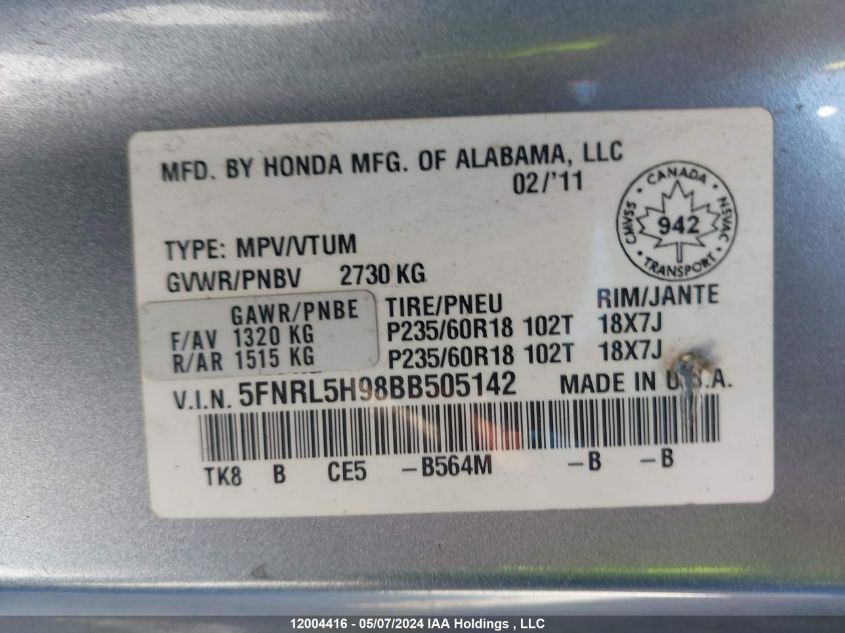 MFD. BY HONDA MFG. OF ALABAMA, LLC
02/'11
CANADA
CMVSS 942 NSVAC
TRANSPORT
TYPE: MPV/VTUM
GVWR/PNBV 2730 KG
GAWR/PNBE TIRE/PNEU RIM/JANTE
F/AV 1320 KG P235/60R18 102T 18X7J
R/AR 1515 KG P235/60R18 102T 18X7J
V.I.N. 5FNRL5H98BB505142 MADE IN U.S.A.
TK8 B CE5 -B564M -B -B
12004416 - 05/07/2024 IAA Holdings , LLC